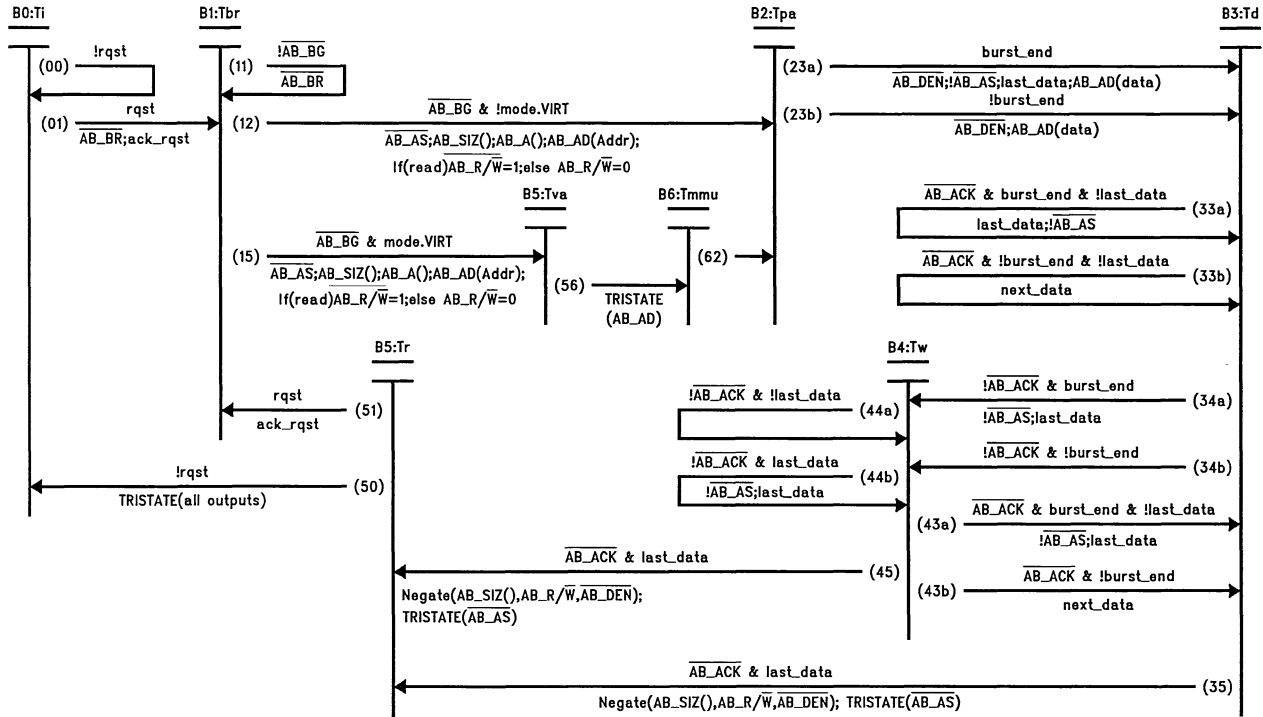 B0:Ti B1:Tbr B2:Tpa B3:Td
!rqst
(00)
!AB_BG
(11)
AB_BR
burst_end
(23a)
AB_DEN;!AB_AS;last_data;AB_AD(data)
rqst
(01)
AB_BR;ack_rqst
AB_BG & !mode.VIRT
(12)
AB_AS;AB_SIZ();AB_A();AB_AD(Addr);
If(read)AB_R/W=1;else AB_R/W=0
!burst_end
(23b)
AB_DEN;AB_AD(data)
B5:Tva B6:Tmmu
AB_ACK & burst_end & !last_data
(33a)
last_data;!AB_AS
AB_BG & mode.VIRT
(15)
AB_AS;AB_SIZ();AB_A();AB_AD(Addr);
If(read)AB_R/W=1;else AB_R/W=0
(56)
TRISTATE
(AB_AD)
(62)
AB_ACK & !burst_end & !last_data
(33b)
next_data
B5:Tr B4:Tw
rqst
(51)
ack_rqst
!AB_ACK & !last_data
(44a)
!AB_ACK & burst_end
(34a)
!AB_AS;last_data
!rqst
(50)
TRISTATE(all outputs)
!AB_ACK & last_data
(44b)
!AB_AS;last_data
!AB_ACK & !burst_end
(34b)
AB_ACK & burst_end & !last_data
(43a)
!AB_AS;last_data
AB_ACK & last_data
(45)
Negate(AB_SIZ(),AB_R/W,AB_DEN);
TRISTATE(AB_AS)
AB_ACK & !burst_end
(43b)
next_data
AB_ACK & last_data
(35)
Negate(AB_SIZ(),AB_R/W,AB_DEN); TRISTATE(AB_AS)